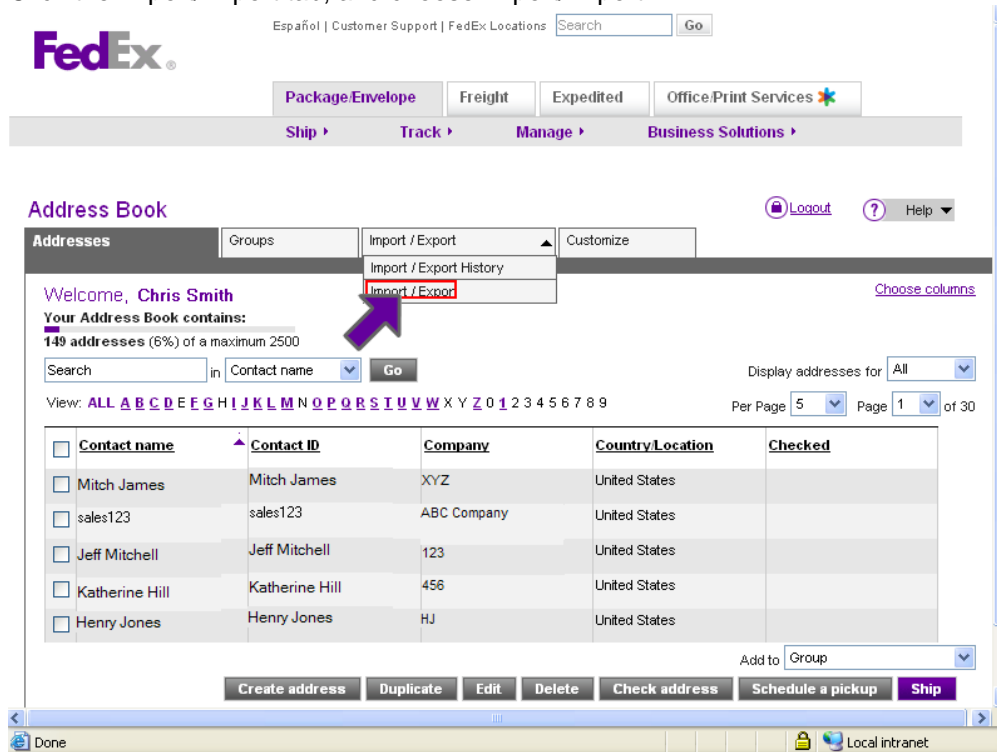 Español | Customer Support | FedEx Locations Search Go
FedEx ®
Package/Envelope Freight Expedited Office/Print Services
Ship Track Manage Business Solutions
Address Book Logout ? Help
Addresses Groups Import / Export Customize
Import / Export History
Import / Export
Welcome, Chris Smith Choose columns
Your Address Book contains:
149 addresses (6%) of a maximum 2500
Search in Contact name Go Display addresses for All
View: ALL A B C D E F G H I J K L M N O P Q R S T U V W X Y Z 0 1 2 3 4 5 6 7 8 9 Per Page 5 Page 1 of 30
Contact name Contact ID Company Country/Location Checked
Mitch James Mitch James XYZ United States
sales123 sales123 ABC Company United States
Jeff Mitchell Jeff Mitchell 123 United States
Katherine Hill Katherine Hill 456 United States
Henry Jones Henry Jones HJ United States
Add to Group
Create address Duplicate Edit Delete Check address Schedule a pickup Ship
Done Local intranet